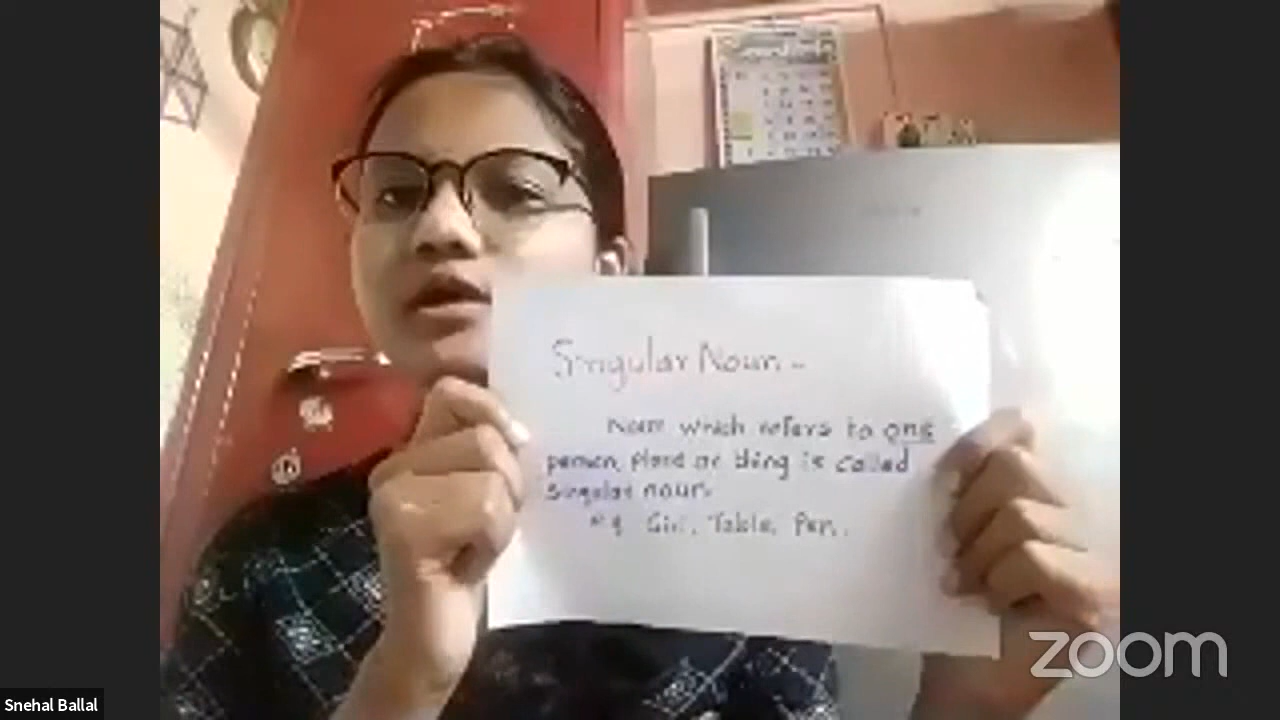 Singular Noun -
Noun which refers to one
person, place or thing is called
singular noun.
e.g. Girl, Table, Pen.
zoom
Snehal Ballal